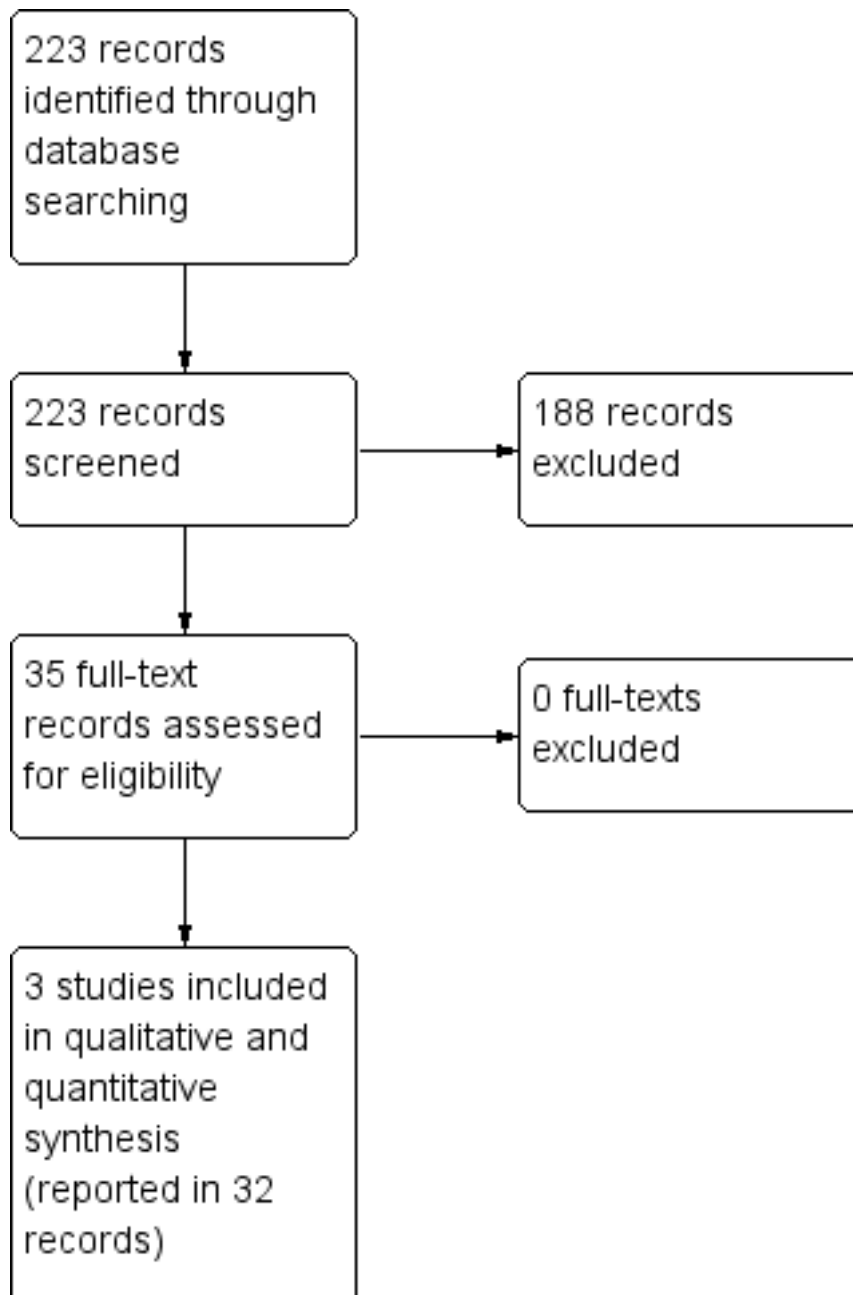 223 records
identified through
database
searching
223 records
screened
188 records
excluded
35 full-text
records assessed
for eligibility
0 full-texts
excluded
3 studies included
in qualitative and
quantitative
synthesis
(reported in 32
records)